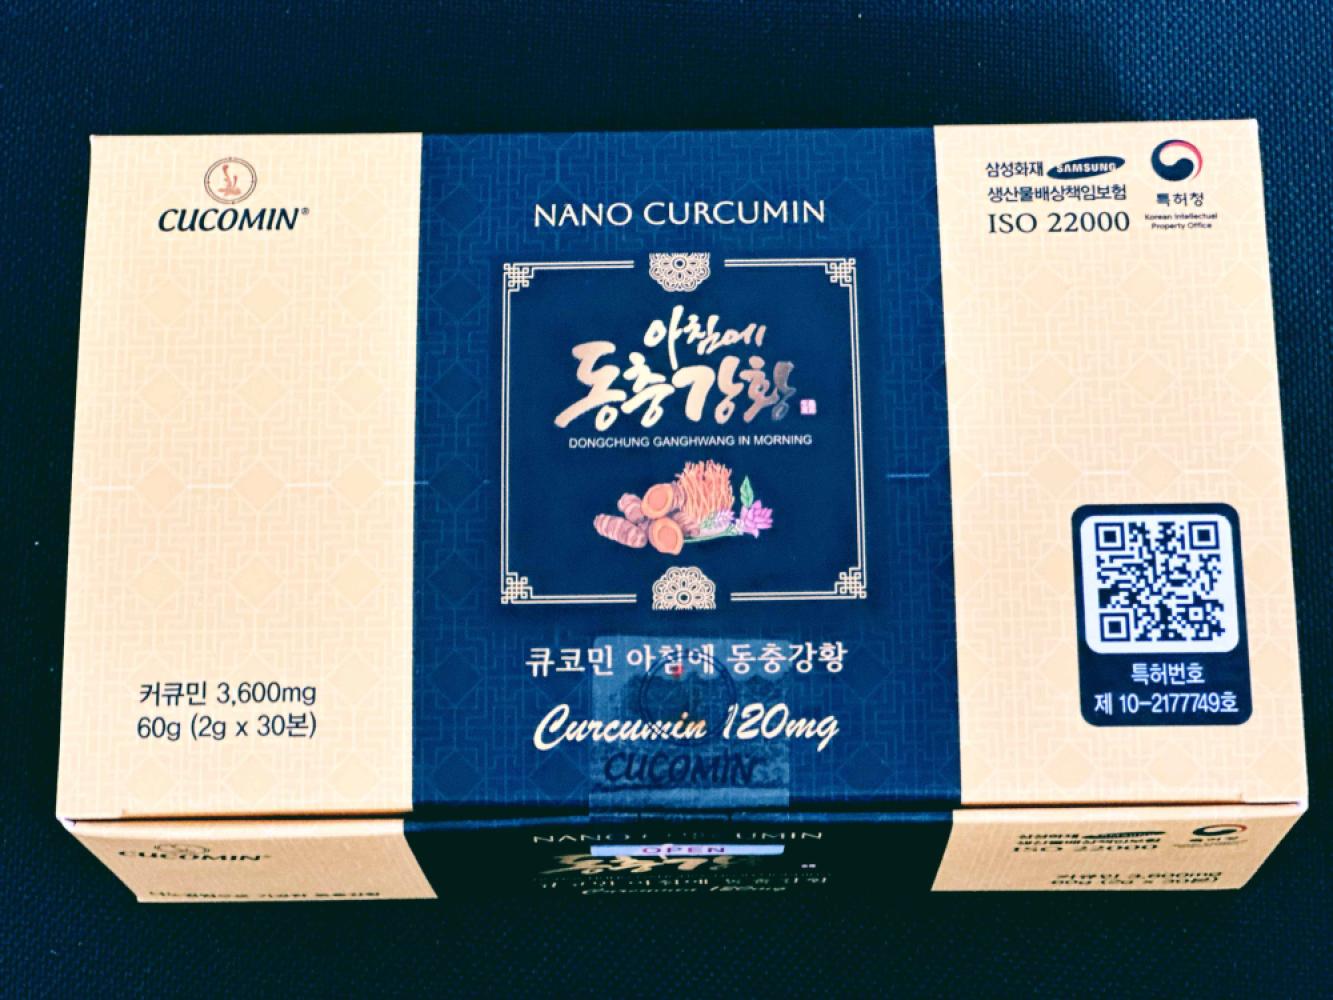 CUCOMIN®
NANO CURCUMIN
삼성화재 SAMSUNG
생산물배상책임보험
ISO 22000
특허청
Korean Intellectual
Property Office
아침에
동충강황
DONGCHUNG GANGHWANG IN MORNING
큐코민 아침에 동충강황
Curcumin 120mg
CUCOMIN
커큐민 3,600mg
60g (2g x 30본)
특허번호
제 10-2177749호
CUCOMIN
NANO CURCUMIN
OPEN
ISO 22000